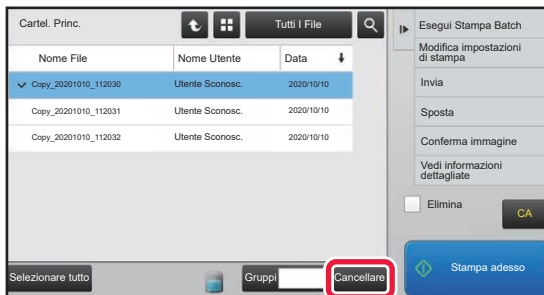 Cartel. Princ.
Tutti I File
Nome File
Nome Utente
Data
Copy_20201010_112030
Utente Sconosc.
2020/10/10
Copy_20201010_112031
Utente Sconosc.
2020/10/10
Copy_20201010_112032
Utente Sconosc.
2020/10/10
Selezionare tutto
Gruppi
Cancellare
Esegui Stampa Batch
Modifica impostazioni
di stampa
Invia
Sposta
Conferma immagine
Vedi informazioni
dettagliate
Elimina
CA
Stampa adesso